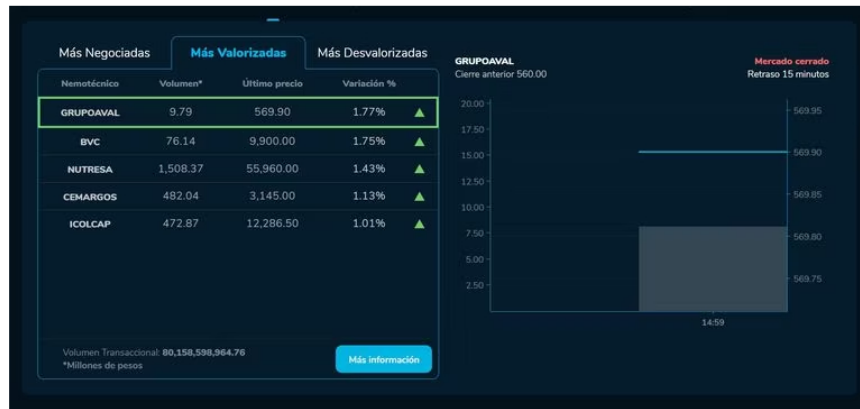 Más Negociadas Más Valorizadas Más Desvalorizadas
Nemotécnico Volumen* Último precio Variación %
GRUPOAVAL 9.79 569.90 1.77%
BVC 76.14 9,900.00 1.75%
NUTRESA 1,508.37 55,960.00 1.43%
CEMARGOS 482.04 3,145.00 1.13%
ICOLCAP 472.87 12,286.50 1.01%
Volumen Transaccional: 80,158,598,964.76
*Millones de pesos
Más información
GRUPOAVAL
Cierre anterior 560.00
Mercado cerrado
Retraso 15 minutos
20.00
17.50
15.00
12.50
10.00
7.50
5.00
2.50
569.95
569.90
569.85
569.80
569.75
14:59